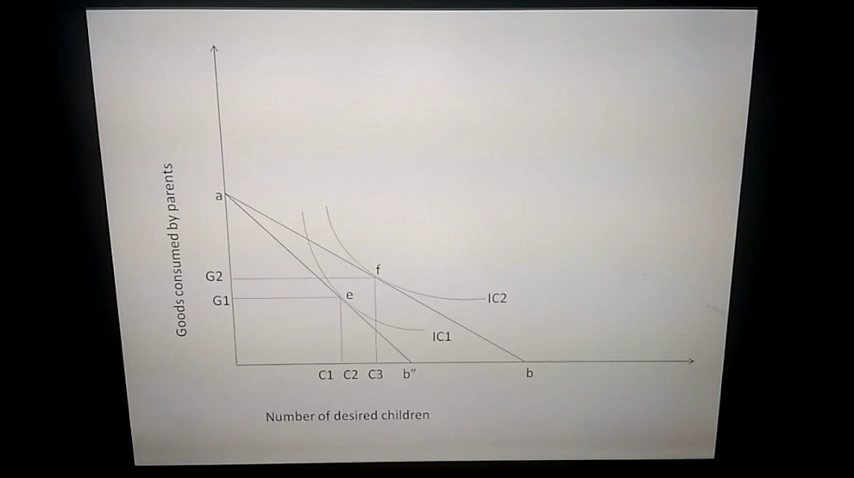 Goods consumed by parents
a
G2
G1
f
e
IC2
IC1
C1 C2 C3 b" b
Number of desired children